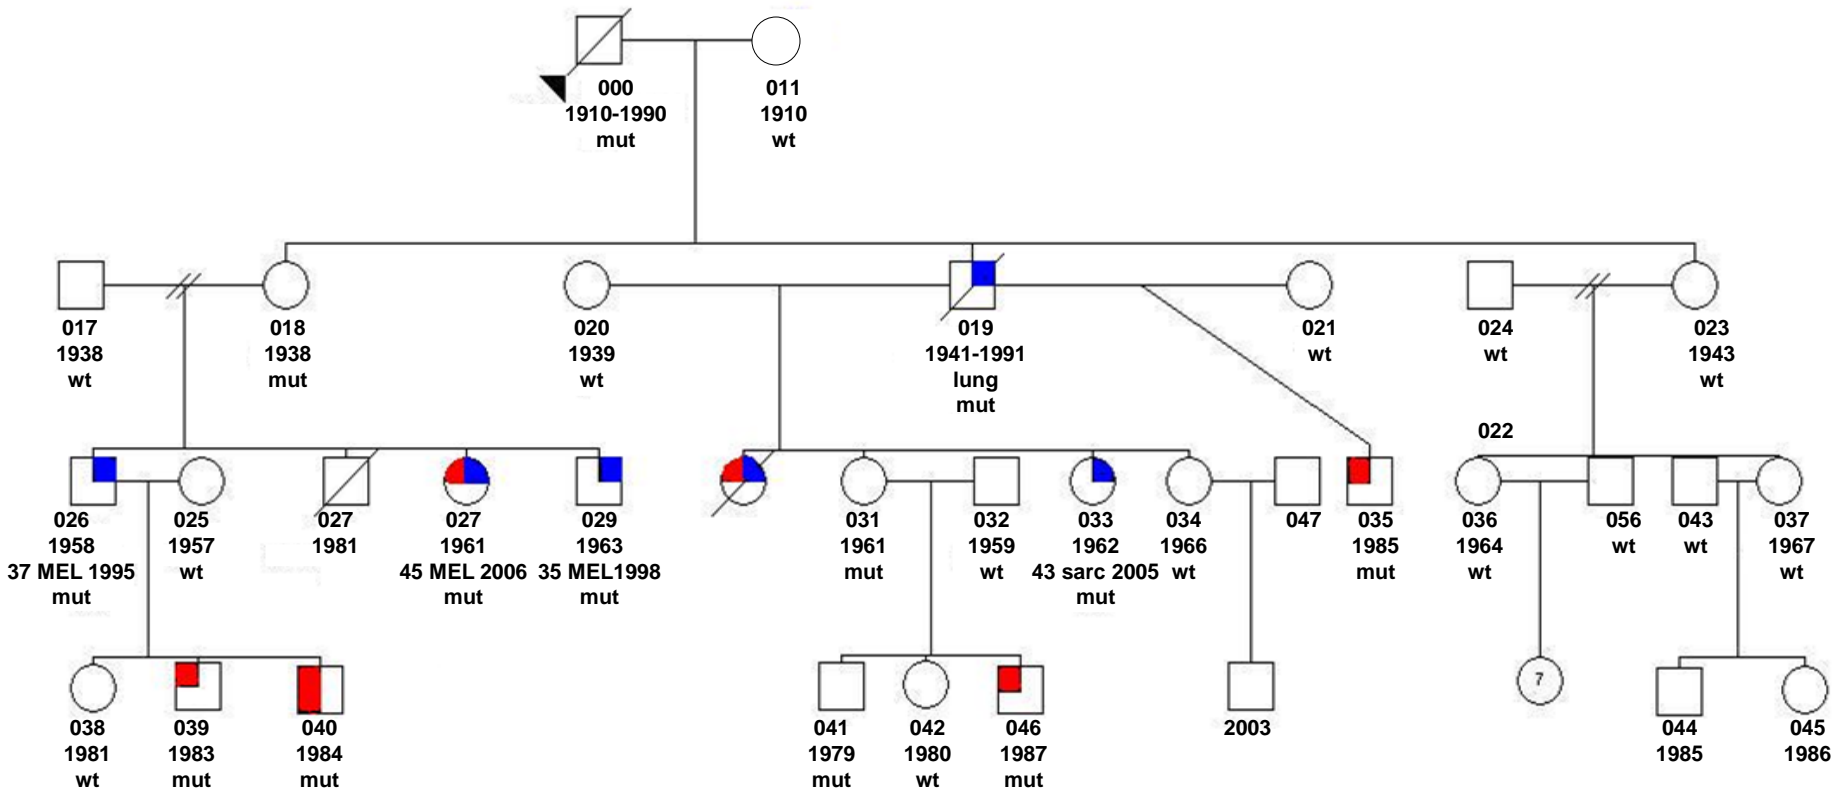 000
1910-1990
mut
011
1910
wt
017
1938
wt
018
1938
mut
020
1939
wt
019
1941-1991
lung
mut
021
wt
024
wt
023
1943
wt
022
026
1958
37 MEL 1995
mut
025
1957
wt
027
1981
027
1961
45 MEL 2006
mut
029
1963
35 MEL1998
mut
031
1961
mut
032
1959
wt
033
1962
43 sarc 2005
mut
034
1966
wt
047
035
1985
mut
036
1964
wt
056
wt
043
wt
037
1967
wt
038
1981
wt
039
1983
mut
040
1984
mut
041
1979
mut
042
1980
wt
046
1987
mut
2003
7
044
1985
045
1986